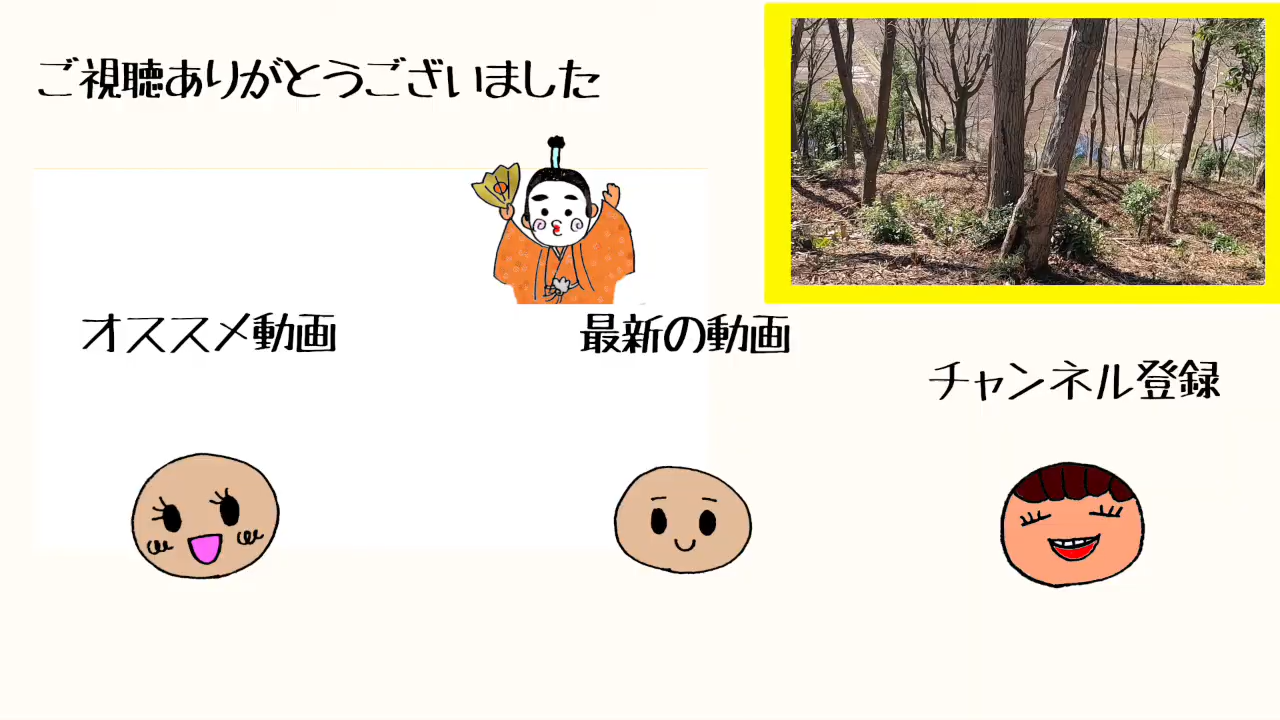 ご視聴ありがとうございました
オススメ動画
最新の動画
チャンネル登録